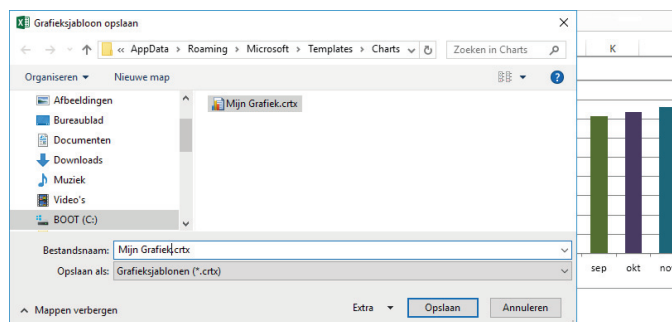 Grafieksjabloon opslaan
« AppData > Roaming > Microsoft > Templates > Charts
Zoeken in Charts
K
Organiseren
Nieuwe map
Afbeeldingen
Mijn Grafiek.crtx
Bureaublad
Documenten
Downloads
Muziek
Video's
BOOT (C:)
Bestandsnaam: Mijn Grafiek.crtx
Opslaan als: Grafieksjablonen (*.crtx)
sep okt no
Mappen verbergen
Extra
Opslaan
Annuleren